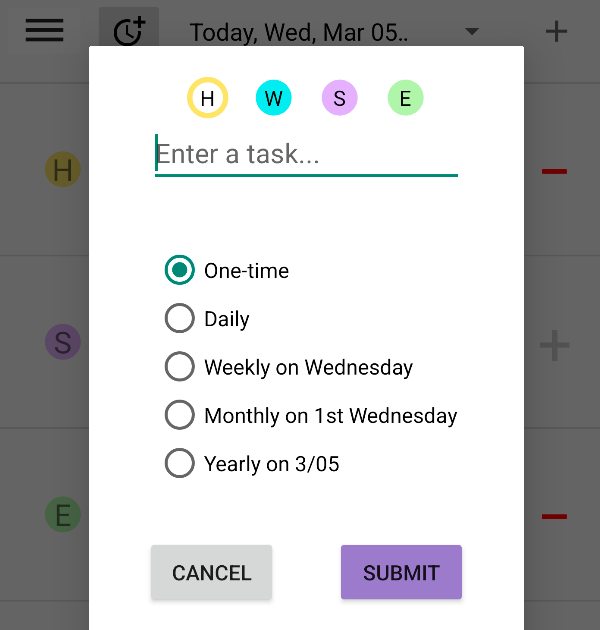 Today, Wed, Mar 05..
H W S E
Enter a task...
H
One-time
Daily
S
Weekly on Wednesday
Monthly on 1st Wednesday
Yearly on 3/05
E
CANCEL SUBMIT